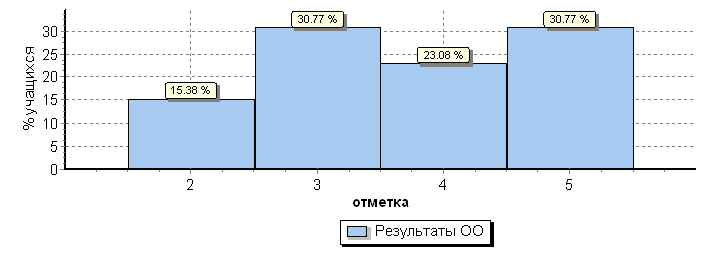 % учащихся
30
25
20
15
10
5
0
15.38 %
30.77 %
23.08 %
30.77 %
2 3 4 5
отметка
Результаты ОО